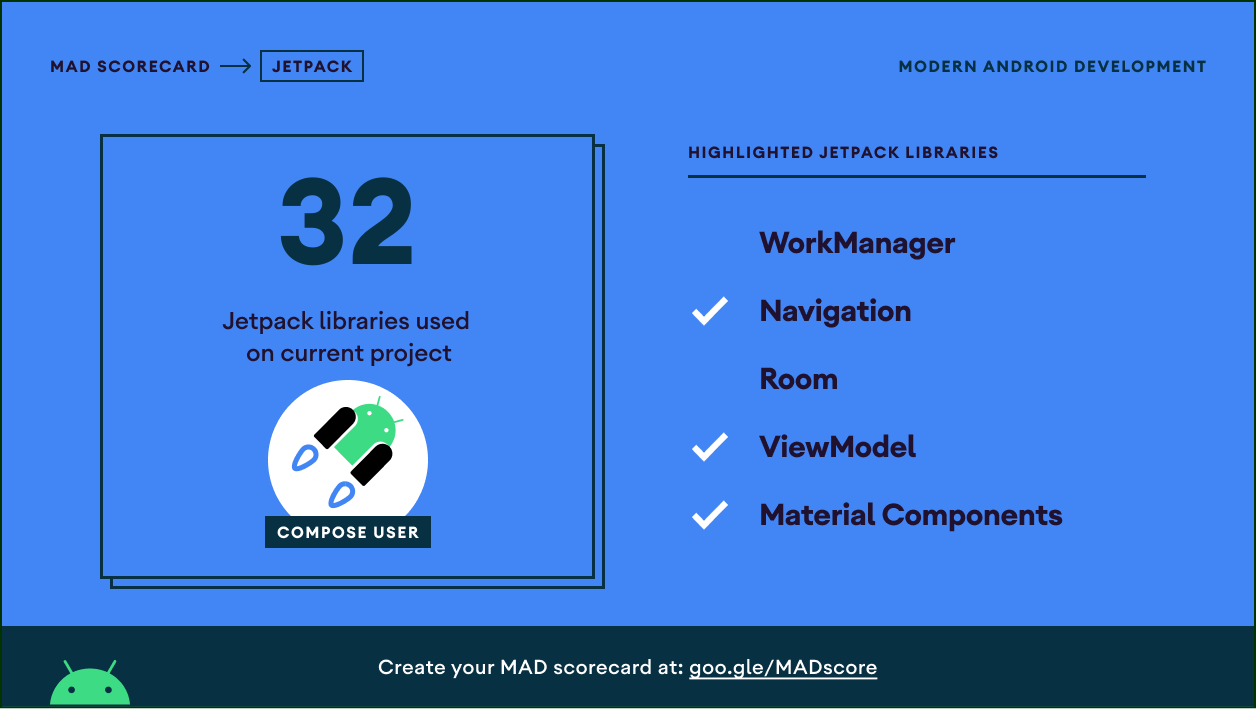 MAD SCORECARD → JETPACK
MODERN ANDROID DEVELOPMENT
32
Jetpack libraries used
on current project
COMPOSE USER
HIGHLIGHTED JETPACK LIBRARIES
WorkManager
Navigation
Room
ViewModel
Material Components
Create your MAD scorecard at: goo.gle/MADscore